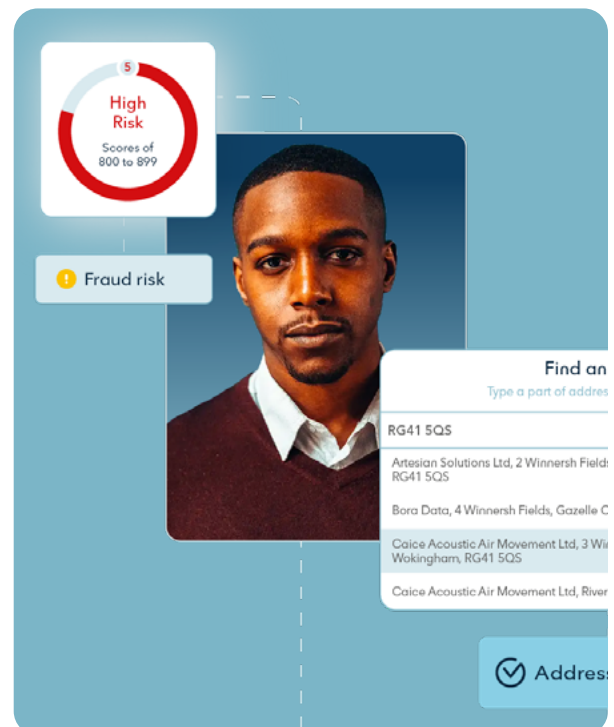 5
High
Risk
Scores of
800 to 899
Fraud risk
Find an
Type a part of addres
RG41 5QS
Artesian Solutions Ltd, 2 Winnersh Fields
RG41 5QS
Bora Data, 4 Winnersh Fields, Gazelle C
Caice Acoustic Air Movement Ltd, 3 Win
Wokingham, RG41 5QS
Caice Acoustic Air Movement Ltd, River
Address